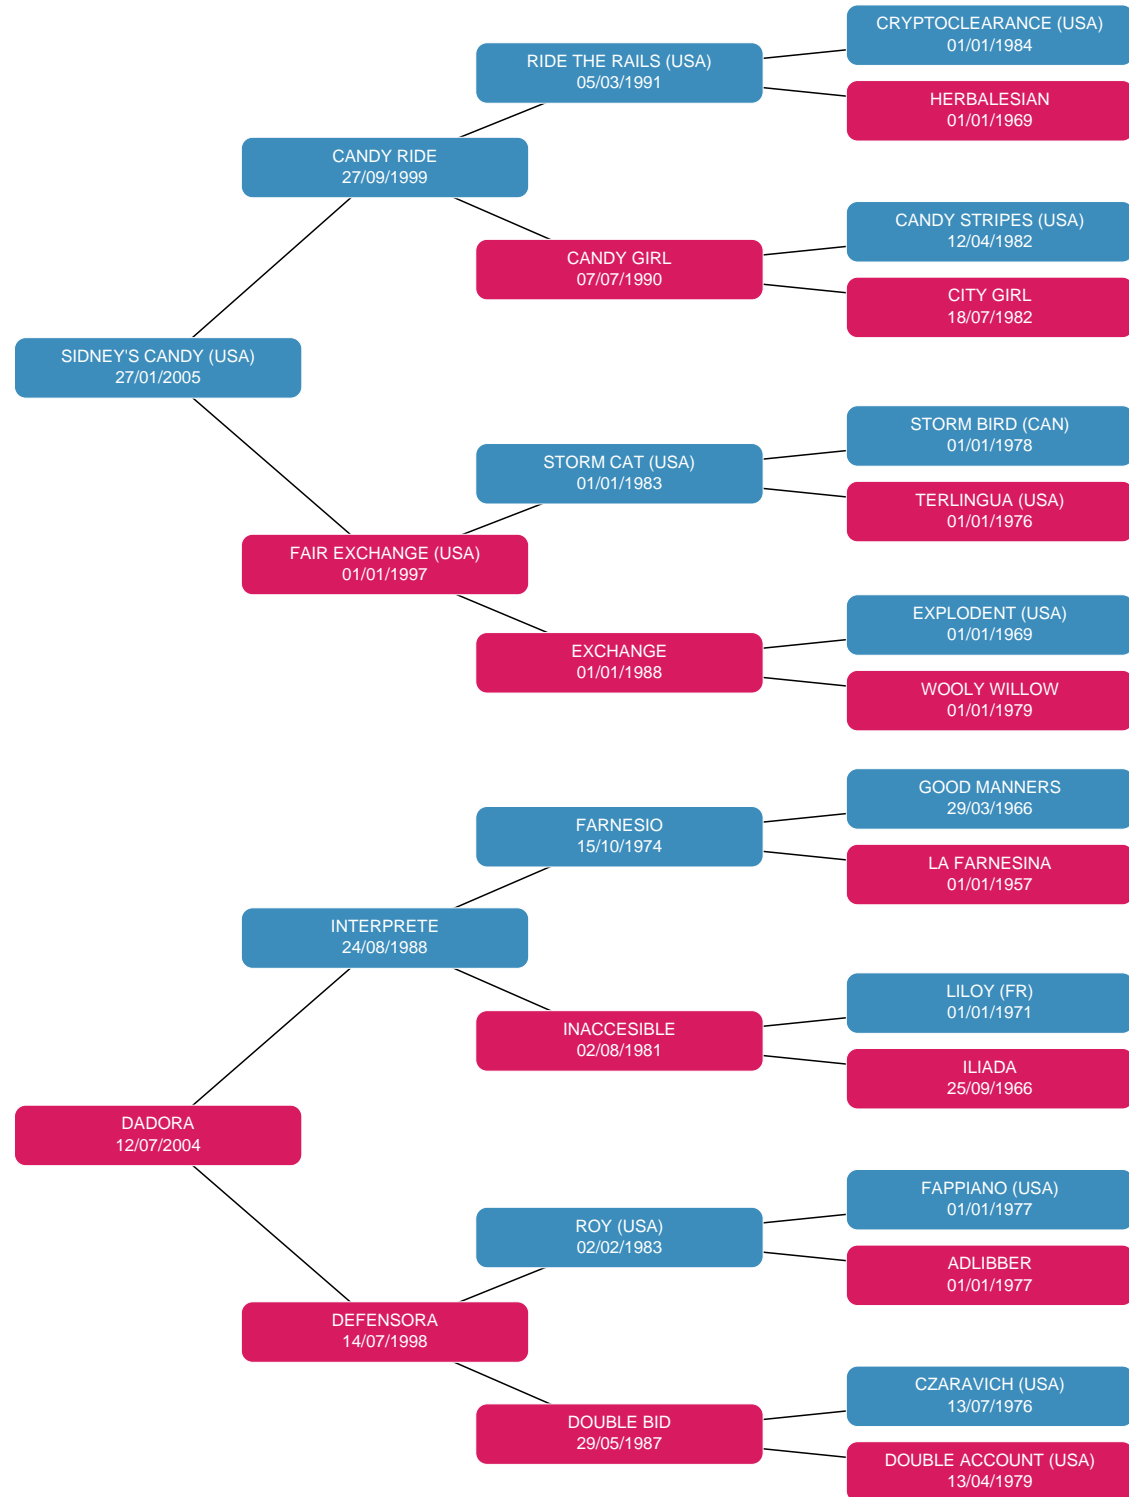 CRYPTOCLEARANCE (USA)
01/01/1984
RIDE THE RAILS (USA)
05/03/1991
HERBALESIAN
01/01/1969
CANDY RIDE
27/09/1999
CANDY STRIPES (USA)
12/04/1982
CANDY GIRL
07/07/1990
CITY GIRL
18/07/1982
SIDNEY'S CANDY (USA)
27/01/2005
STORM BIRD (CAN)
01/01/1978
STORM CAT (USA)
01/01/1983
TERLINGUA (USA)
01/01/1976
FAIR EXCHANGE (USA)
01/01/1997
EXPLODENT (USA)
01/01/1969
EXCHANGE
01/01/1988
WOOLY WILLOW
01/01/1979
GOOD MANNERS
29/03/1966
FARNESIO
15/10/1974
LA FARNESINA
01/01/1957
INTERPRETE
24/08/1988
LILOY (FR)
01/01/1971
INACCESIBLE
02/08/1981
ILIADA
25/09/1966
DADORA
12/07/2004
FAPPIANO (USA)
01/01/1977
ROY (USA)
02/02/1983
ADLIBBER
01/01/1977
DEFENSORA
14/07/1998
CZARAVICH (USA)
13/07/1976
DOUBLE BID
29/05/1987
DOUBLE ACCOUNT (USA)
13/04/1979